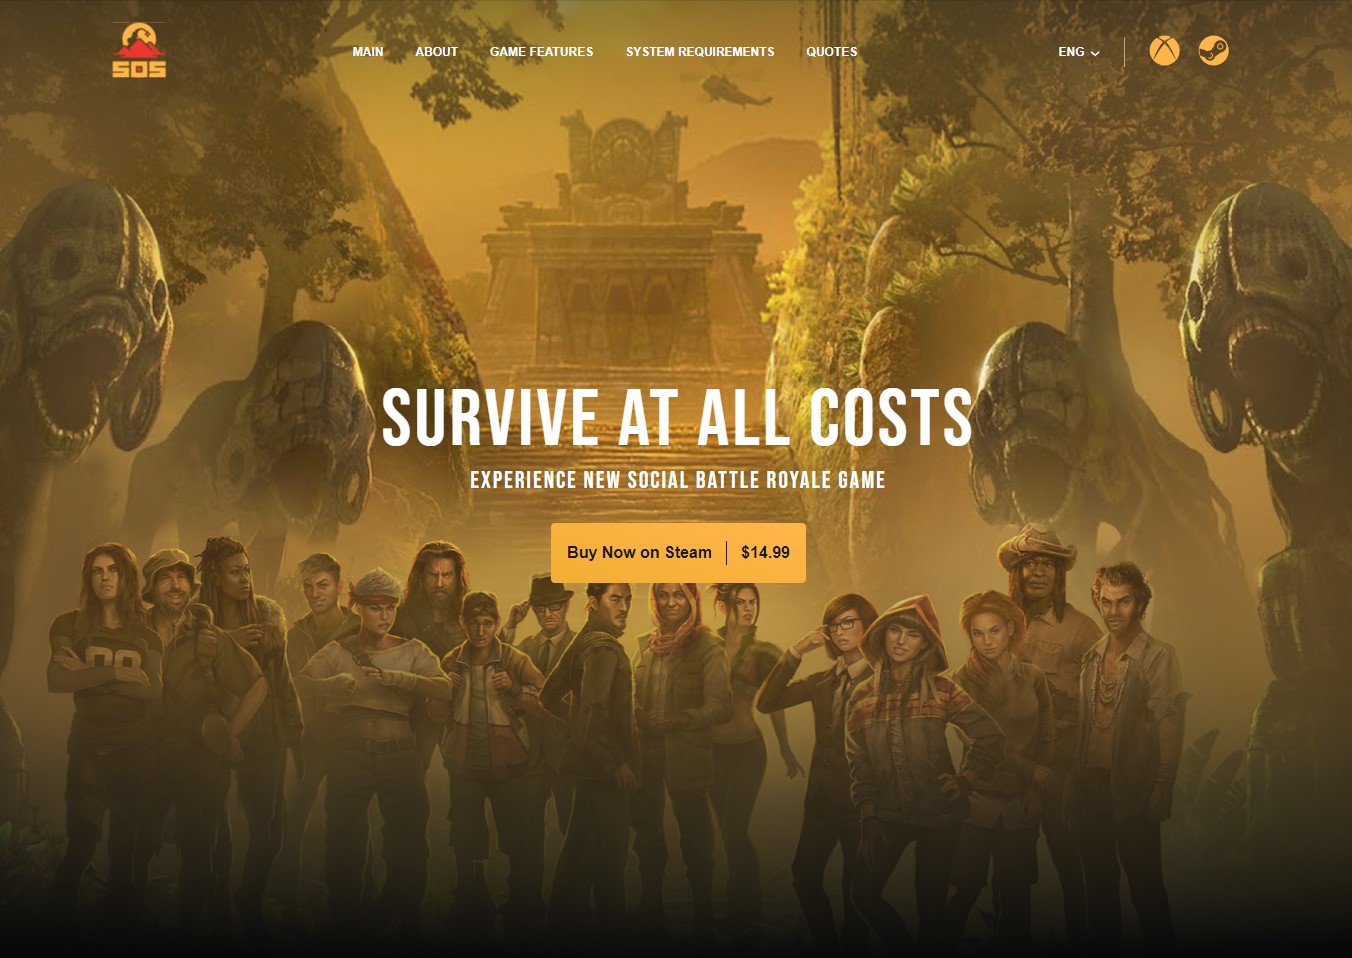 SOS
MAIN ABOUT GAME FEATURES SYSTEM REQUIREMENTS QUOTES ENG
SURVIVE AT ALL COSTS
EXPERIENCE NEW SOCIAL BATTLE ROYALE GAME
Buy Now on Steam $14.99